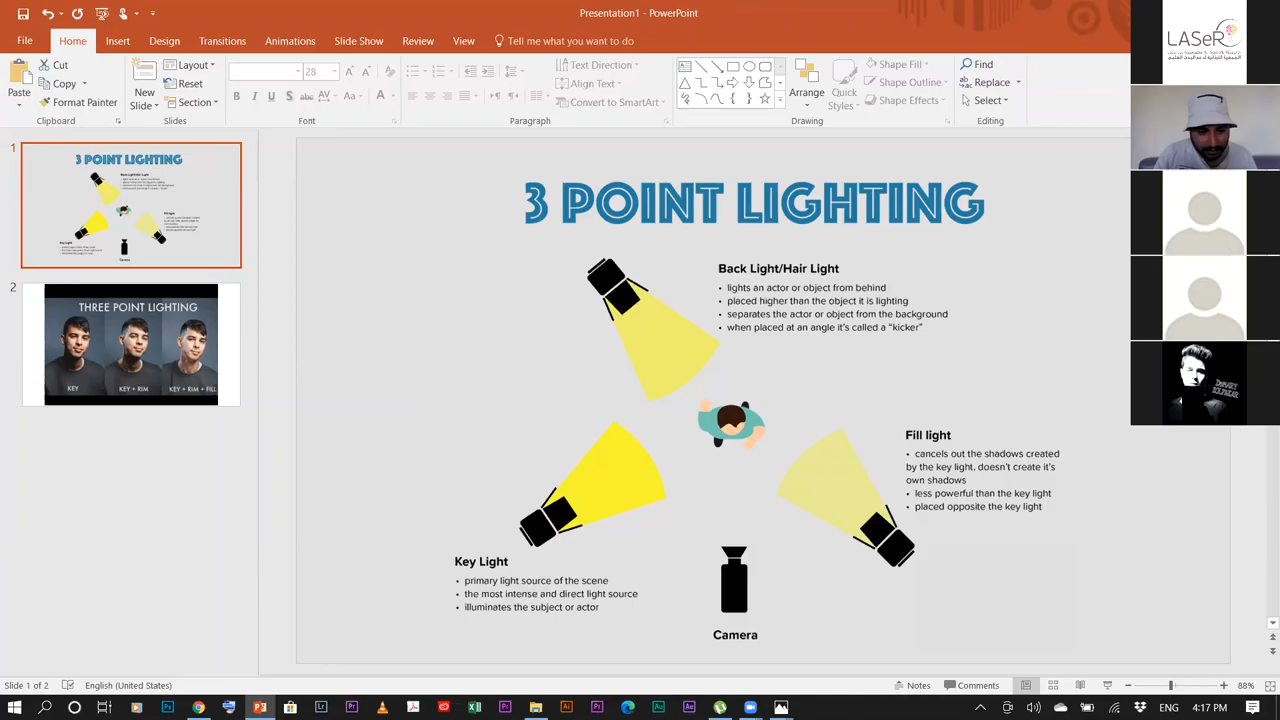 Presentation1 - PowerPoint
File Home Insert Design Transitions Animations Slide Show Review View Tell me what you want to do
Paste
Cut
Copy
Format Painter
Clipboard
New
Slide
Layout
Reset
Section
Slides
28
B I U S abc AV Aa A
Font
Text Direction
Align Text
Convert to SmartArt
Paragraph
Arrange
Quick
Styles
Shape Fill
Shape Outline
Shape Effects
Drawing
Find
Replace
Select
Editing
LASeR
1
3 POINT LIGHTING
2
THREE POINT LIGHTING
KEY
KEY + RIM
KEY + RIM + FILL
3 POINT LIGHTING
Back Light/Hair Light
• lights an actor or object from behind
• placed higher than the object it is lighting
• separates the actor or object from the background
• when placed at an angle it's called a “kicker”
Fill light
• cancels out the shadows created
by the key light, doesn't create it's
own shadows
• less powerful than the key light
• placed opposite the key light
Key Light
• primary light source of the scene
• the most intense and direct light source
• illuminates the subject or actor
Camera
Slide 1 of 2 English (United States) Notes Comments 88%
ENG 4:17 PM